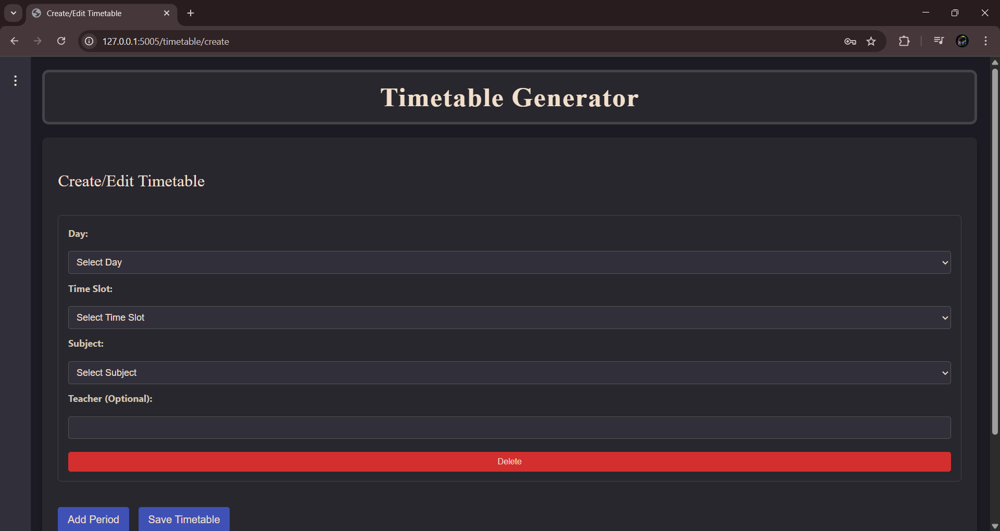 Create/Edit Timetable
127.0.0.1:5005/timetable/create
Timetable Generator
Create/Edit Timetable
Day:
Select Day
Time Slot:
Select Time Slot
Subject:
Select Subject
Teacher (Optional):
Delete
Add Period
Save Timetable